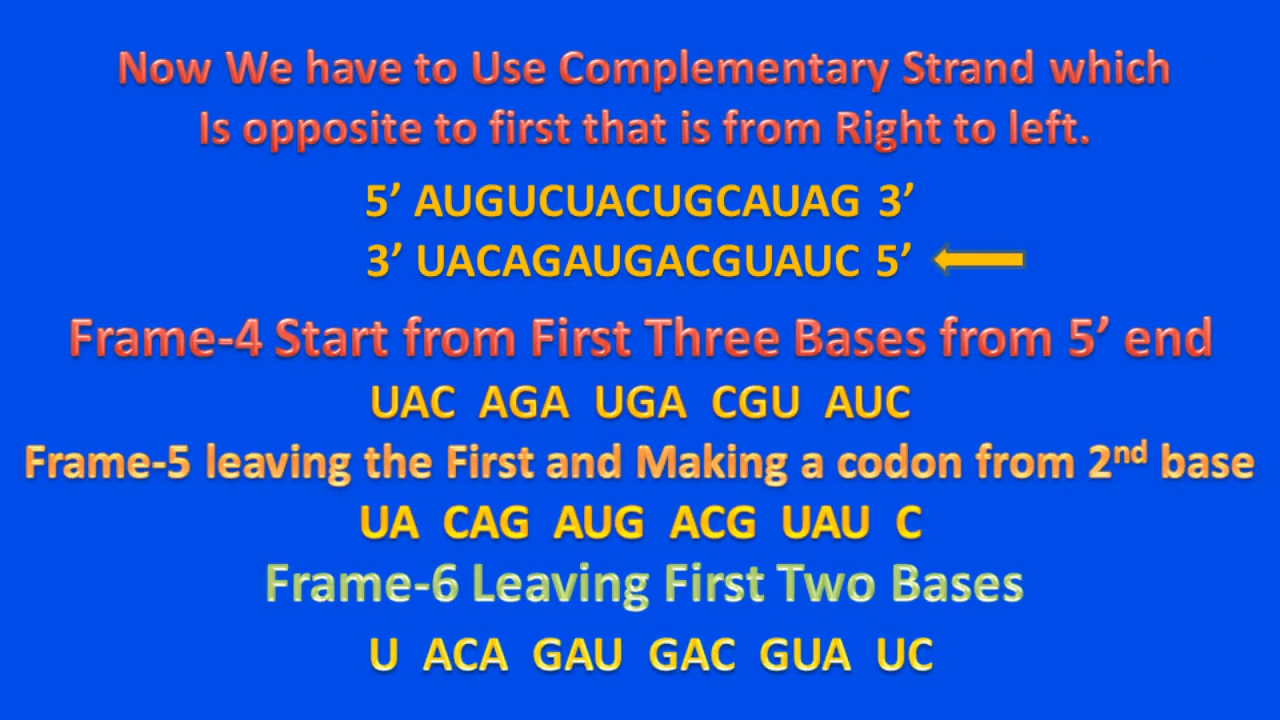 Now We have to Use Complementary Strand which
Is opposite to first that is from Right to left.
5’ AUGUCUACUGCAUAG 3’
3’ UACAGAUGACGUAUC 5’
Frame-4 Start from First Three Bases from 5’ end
UAC AGA UGA CGU AUC
Frame-5 leaving the First and Making a codon from 2nd base
UA CAG AUG ACG UAU C
Frame-6 Leaving First Two Bases
U ACA GAU GAC GUA UC